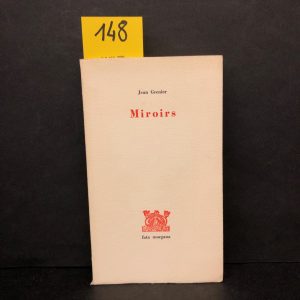 148
Jean Grenier
Miroirs
fata morgana